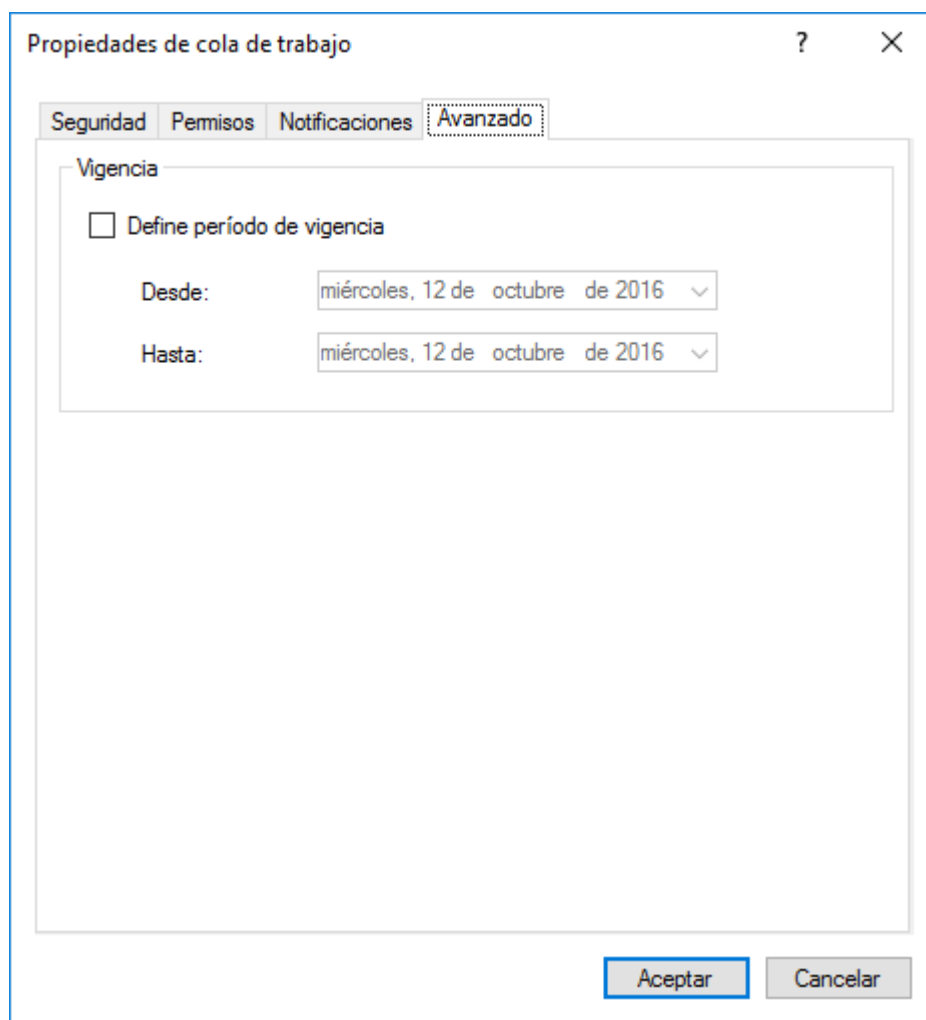 Propiedades de cola de trabajo ?
Seguridad Permisos Notificaciones Avanzado
Vigencia
Define período de vigencia
Desde: miércoles, 12 de octubre de 2016
Hasta: miércoles, 12 de octubre de 2016
Aceptar Cancelar